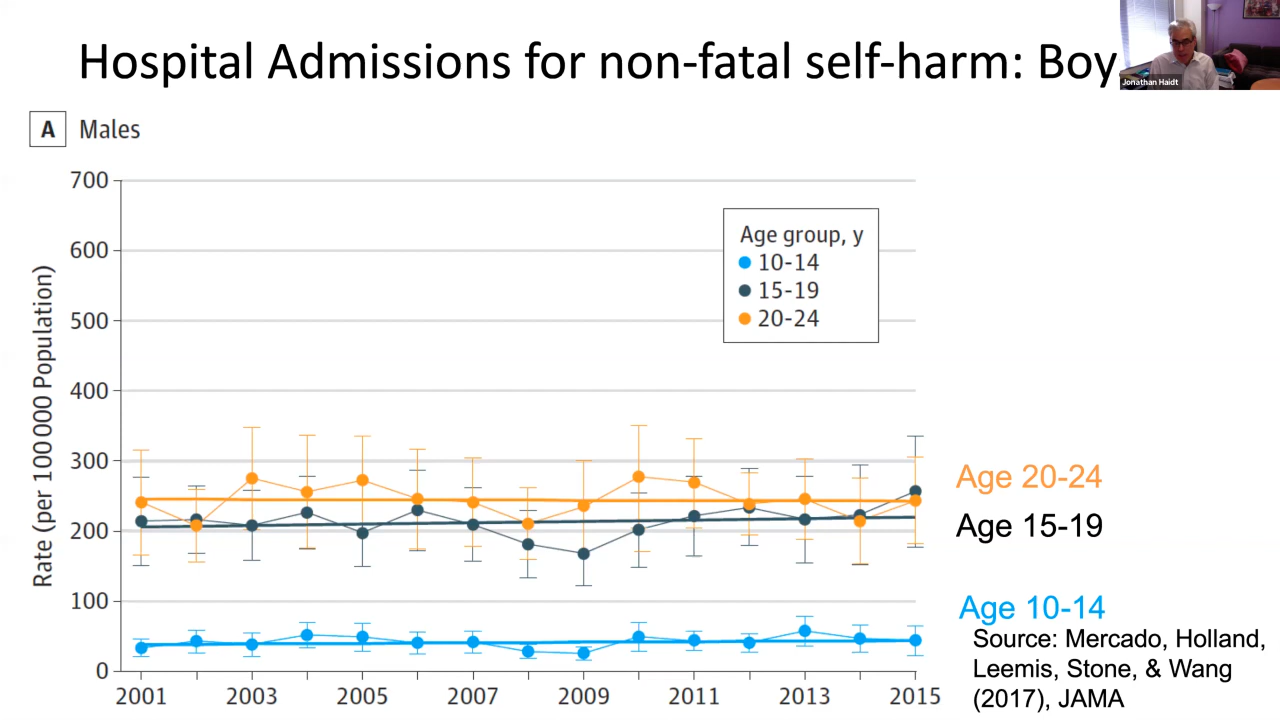 Hospital Admissions for non-fatal self-harm: Boy
Jonathan Haidt
A Males
Rate (per 100 000 Population)
700
600
500
400
300
200
100
0
2001 2003 2005 2007 2009 2011 2013 2015
Age group, y
10-14
15-19
20-24
Age 20-24
Age 15-19
Age 10-14
Source: Mercado, Holland,
Leemis, Stone, & Wang
(2017), JAMA